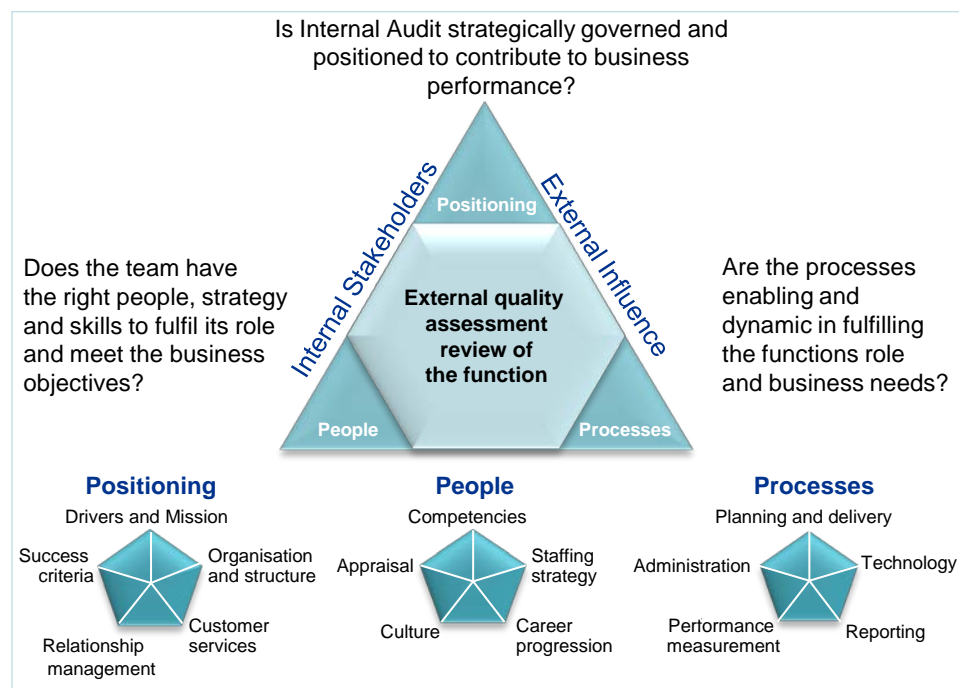 Is Internal Audit strategically governed and
positioned to contribute to business
performance?
Internal Stakeholders
External Influence
Positioning
Does the team have
the right people, strategy
and skills to fulfil its role
and meet the business
objectives?
External quality
assessment
review of
the function
Are the processes
enabling and
dynamic in fulfilling
the functions role
and business needs?
People
Processes
Positioning
Drivers and Mission
Success
criteria
Organisation
and structure
Relationship
management
Customer
services
People
Competencies
Appraisal
Staffing
strategy
Culture
Career
progression
Processes
Planning and delivery
Administration
Technology
Performance
measurement
Reporting